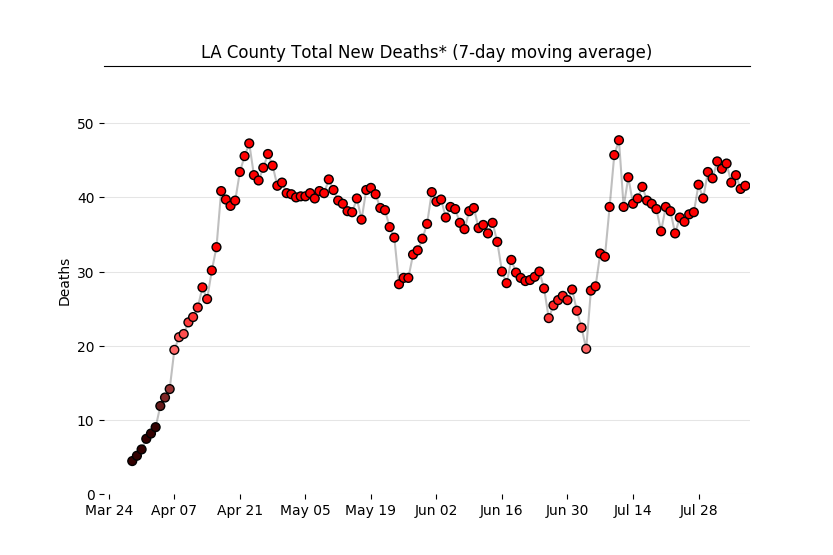 LA County Total New Deaths* (7-day moving average)
Deaths
50
40
30
20
10
0
Mar 24 Apr 07 Apr 21 May 05 May 19 Jun 02 Jun 16 Jun 30 Jul 14 Jul 28